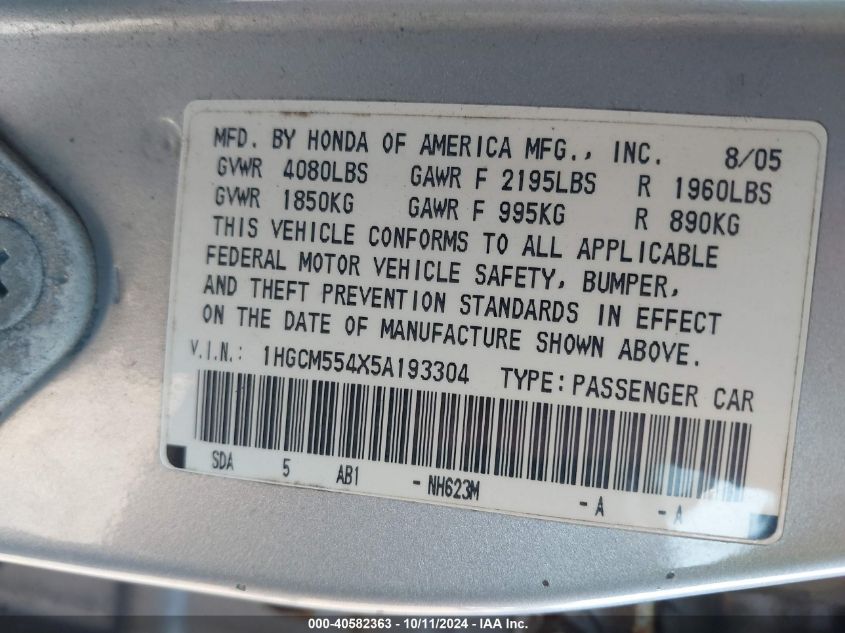 MFD. BY HONDA OF AMERICA MFG., INC. 8/05
GVWR 4080LBS GAWR F 2195LBS R 1960LBS
GVWR 1850KG GAWR F 995KG R 890KG
THIS VEHICLE CONFORMS TO ALL APPLICABLE
FEDERAL MOTOR VEHICLE SAFETY, BUMPER,
AND THEFT PREVENTION STANDARDS IN EFFECT
ON THE DATE OF MANUFACTURE SHOWN ABOVE.
V.I.N.: 1HGCM554X5A193304 TYPE: PASSENGER CAR
SDA 5 AB1 - NH623M - A - A
000-40582363 - 10/11/2024 - IAA Inc.